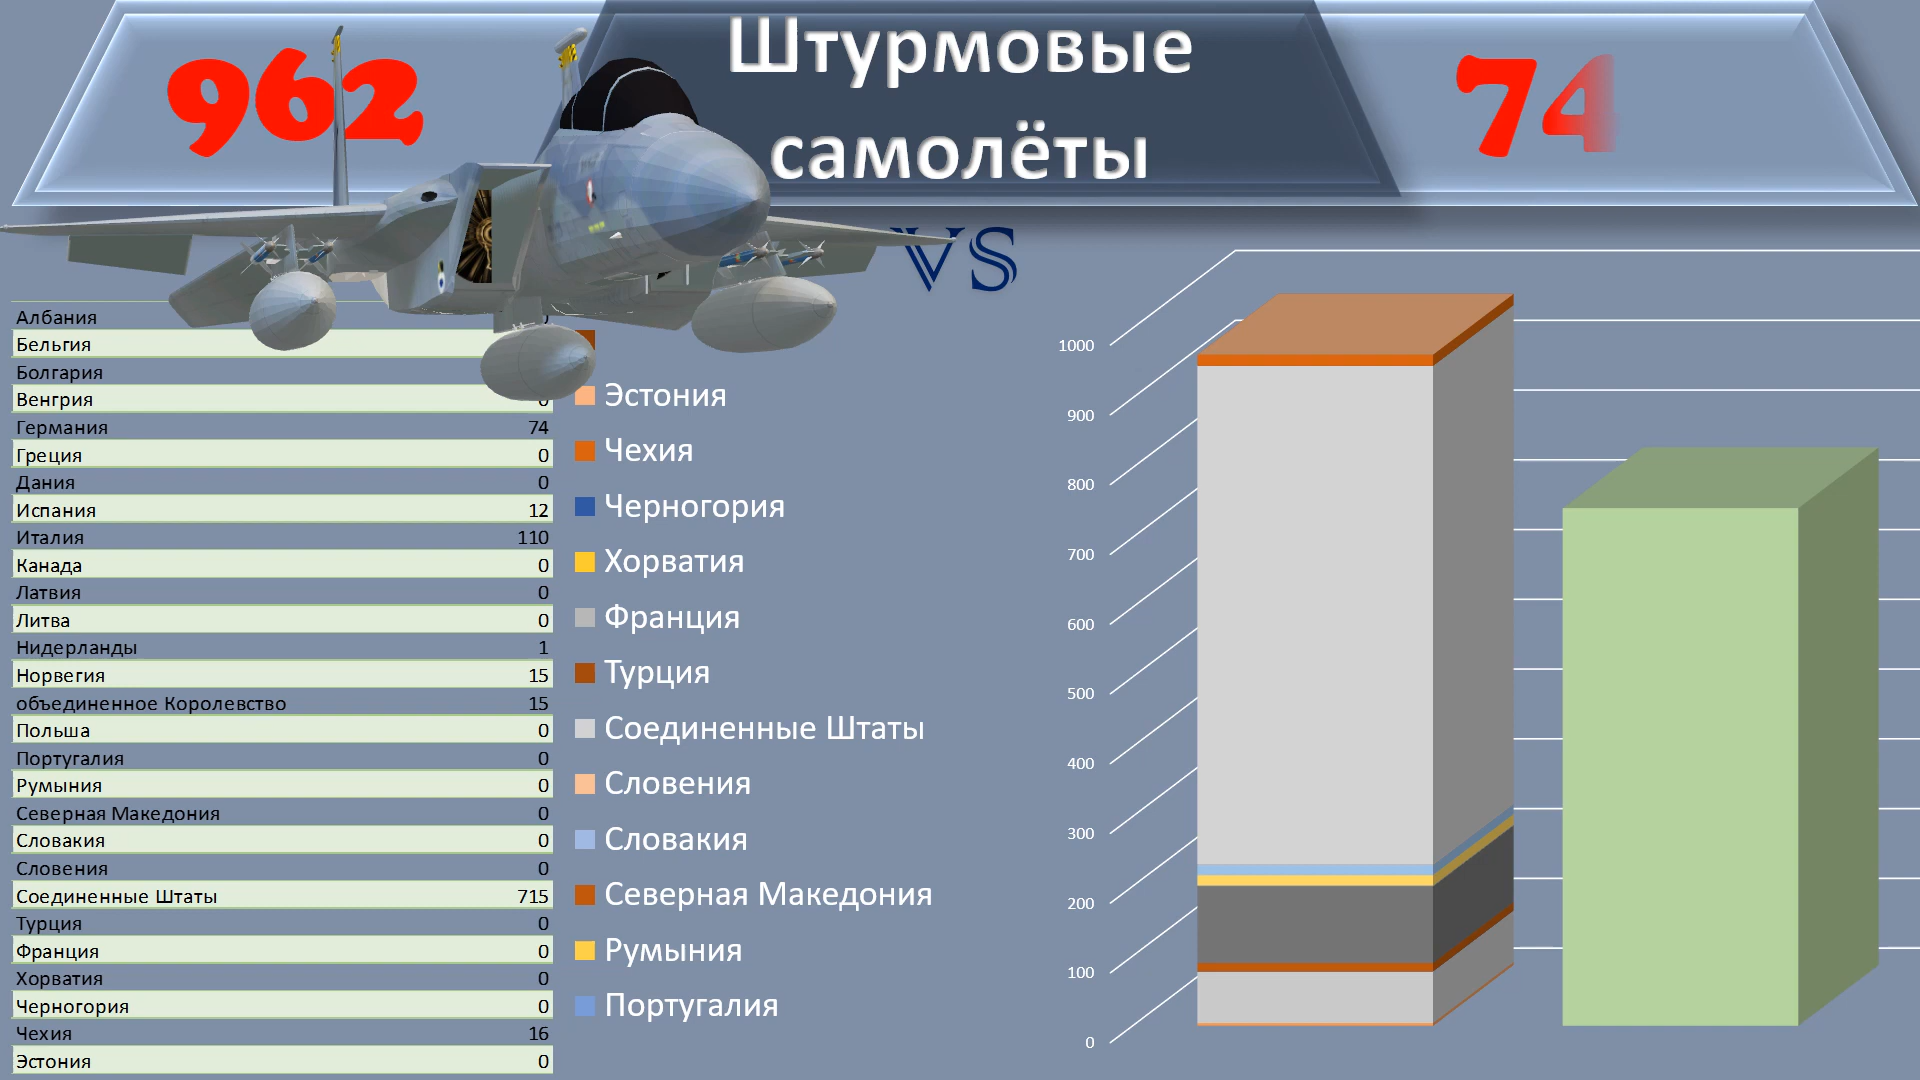 962
Штурмовые
самолёты
74
VS
Албания
Бельгия
Болгария
Венгрия 0
Германия 74
Греция 0
Дания 0
Испания 12
Италия 110
Канада 0
Латвия 0
Литва 0
Нидерланды 1
Норвегия 15
объединенное Королевство 15
Польша 0
Португалия 0
Румыния 0
Северная Македония 0
Словакия 0
Словения 0
Соединенные Штаты 715
Турция 0
Франция 0
Хорватия 0
Черногория 0
Чехия 16
Эстония 0
Эстония
Чехия
Черногория
Хорватия
Франция
Турция
Соединенные Штаты
Словения
Словакия
Северная Македония
Румыния
Португалия
1000
900
800
700
600
500
400
300
200
100
0